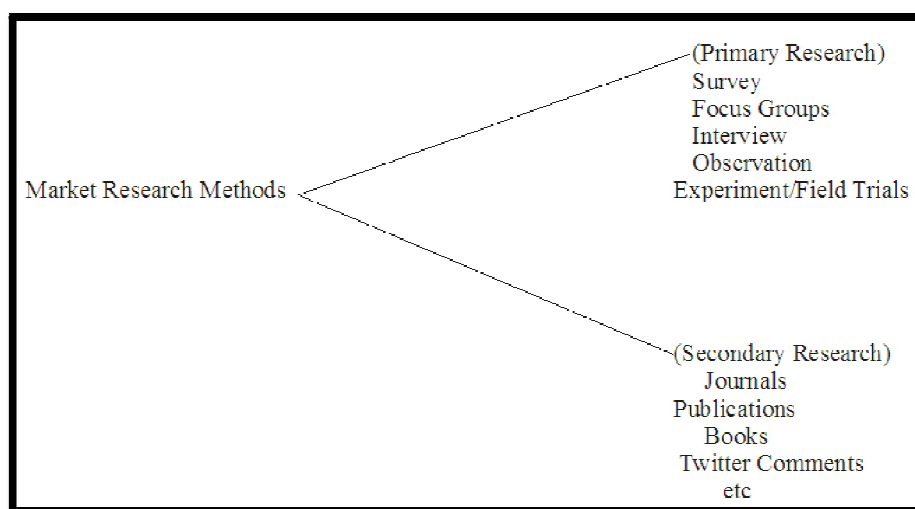 Market Research Methods
(Primary Research)
Survey
Focus Groups
Interview
Observation
Experiment/Field Trials
(Secondary Research)
Journals
Publications
Books
Twitter Comments
etc